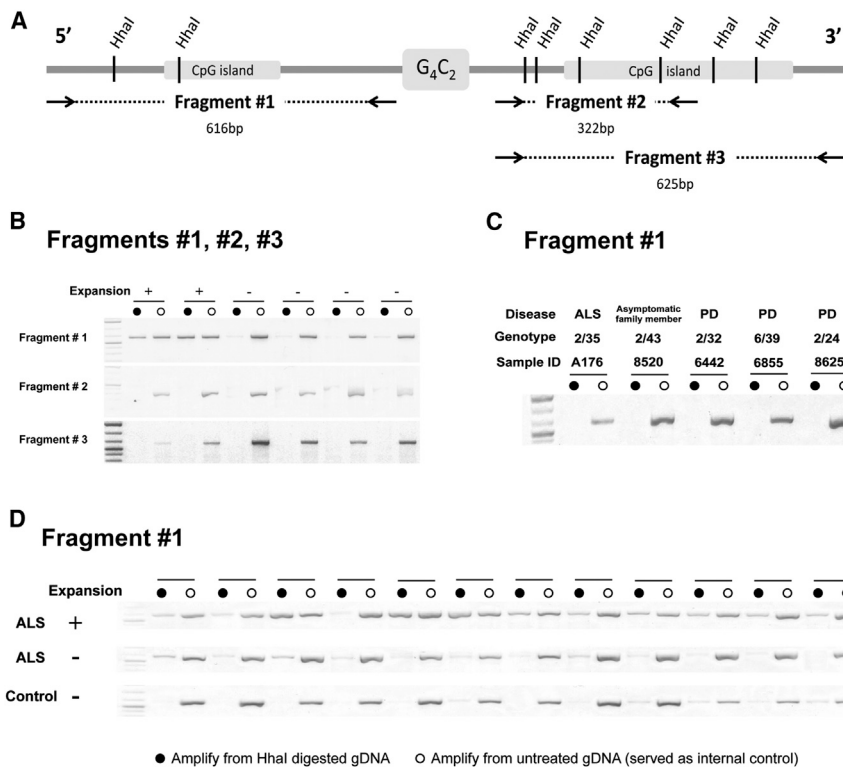 A
5’ HhaI HhaI HhaI HhaI HhaI HhaI HhaI HhaI 3’
CpG island G4C2 CpG island
Fragment #1 Fragment #2
616bp 322bp
Fragment #3
625bp
B Fragments #1, #2, #3
Expansion + + - - - -
Fragment # 1
Fragment # 2
Fragment # 3
C Fragment #1
Disease ALS Asymptomatic family member PD PD PD
Genotype 2/35 2/43 2/32 6/39 2/24
Sample ID A176 8520 6442 6855 8625
D Fragment #1
Expansion
ALS +
ALS -
Control -
● Amplify from HhaI digested gDNA ○ Amplify from untreated gDNA (served as internal control)